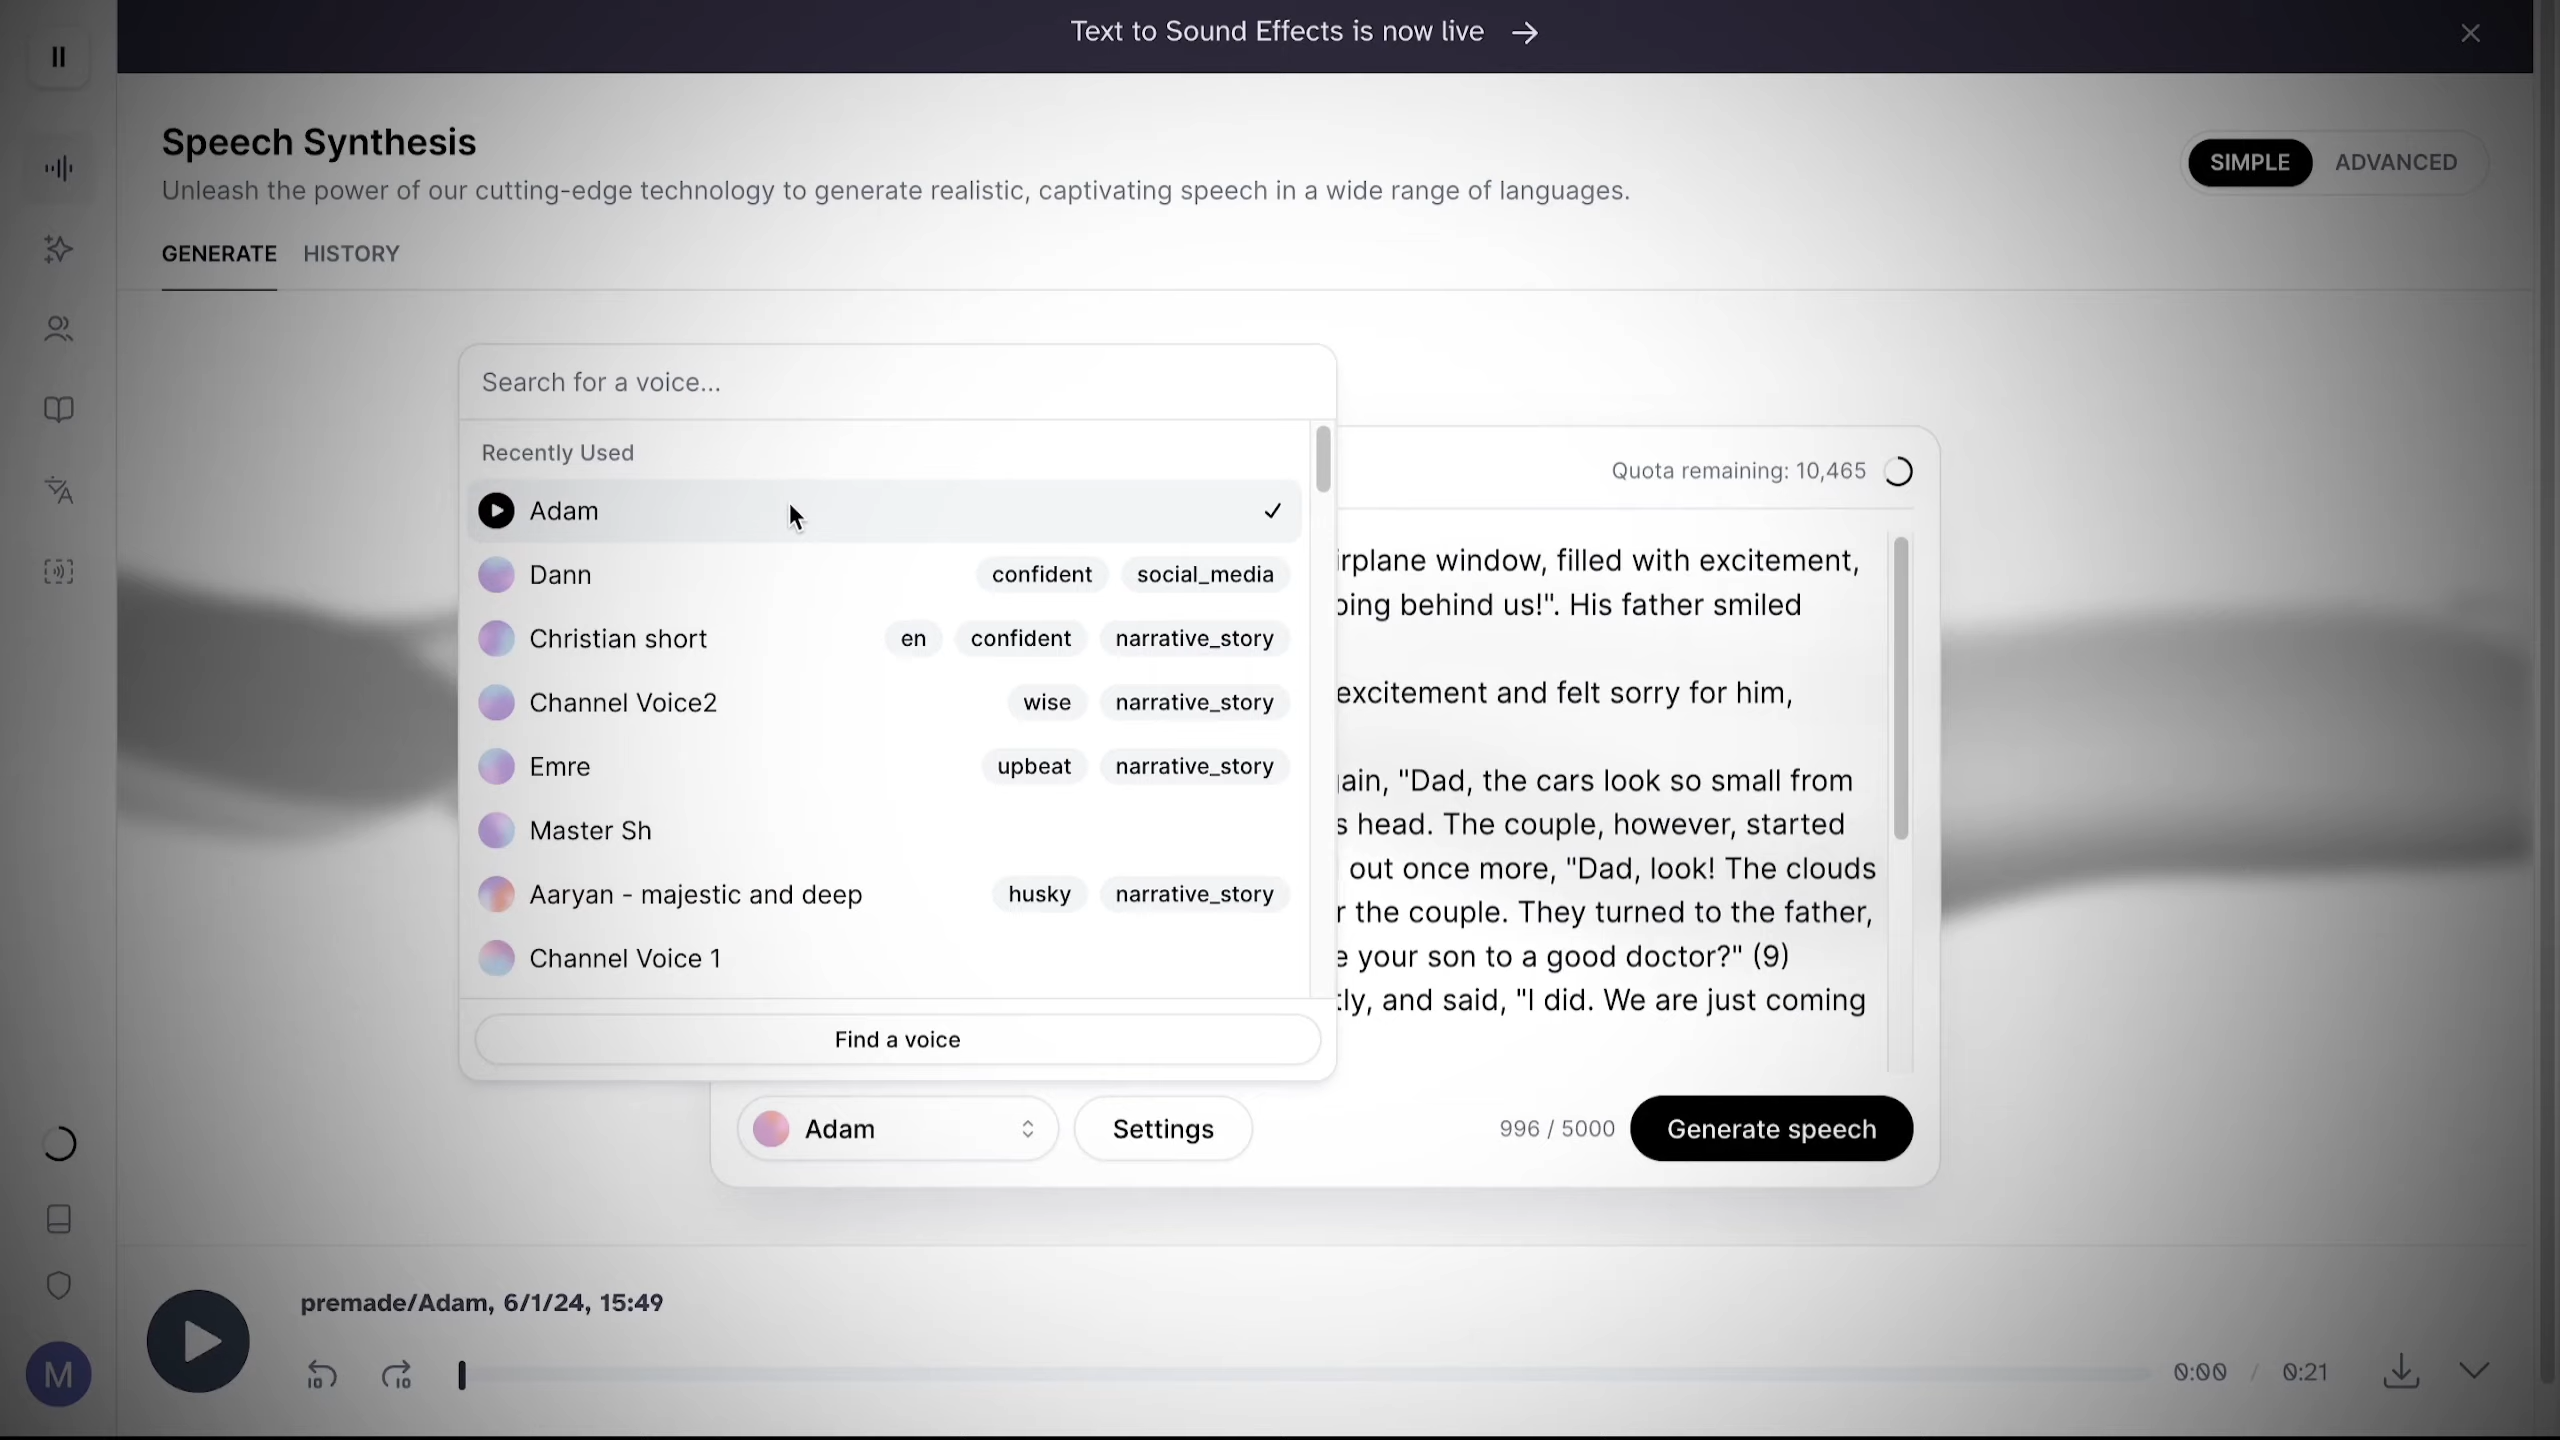 Text to Sound Effects is now live →
Speech Synthesis
Unleash the power of our cutting-edge technology to generate realistic, captivating speech in a wide range of languages.
SIMPLE ADVANCED
GENERATE HISTORY
Search for a voice...
Recently Used
Adam
Dann confident social_media
Christian short en confident narrative_story
Channel Voice2 wise narrative_story
Emre upbeat narrative_story
Master Sh
Aaryan - majestic and deep husky narrative_story
Channel Voice 1
Find a voice
Quota remaining: 10,465
window, filled with excitement,
behind us!". His father smiled
excitement and felt sorry for him,
"Dad, the cars look so small from
head. The couple, however, started
out once more, "Dad, look! The clouds
the couple. They turned to the father,
your son to a good doctor?" (9)
and said, "I did. We are just coming
Adam
Settings
996 / 5000
Generate speech
premade/Adam, 6/1/24, 15:49
10 10
0:00 / 0:21
M